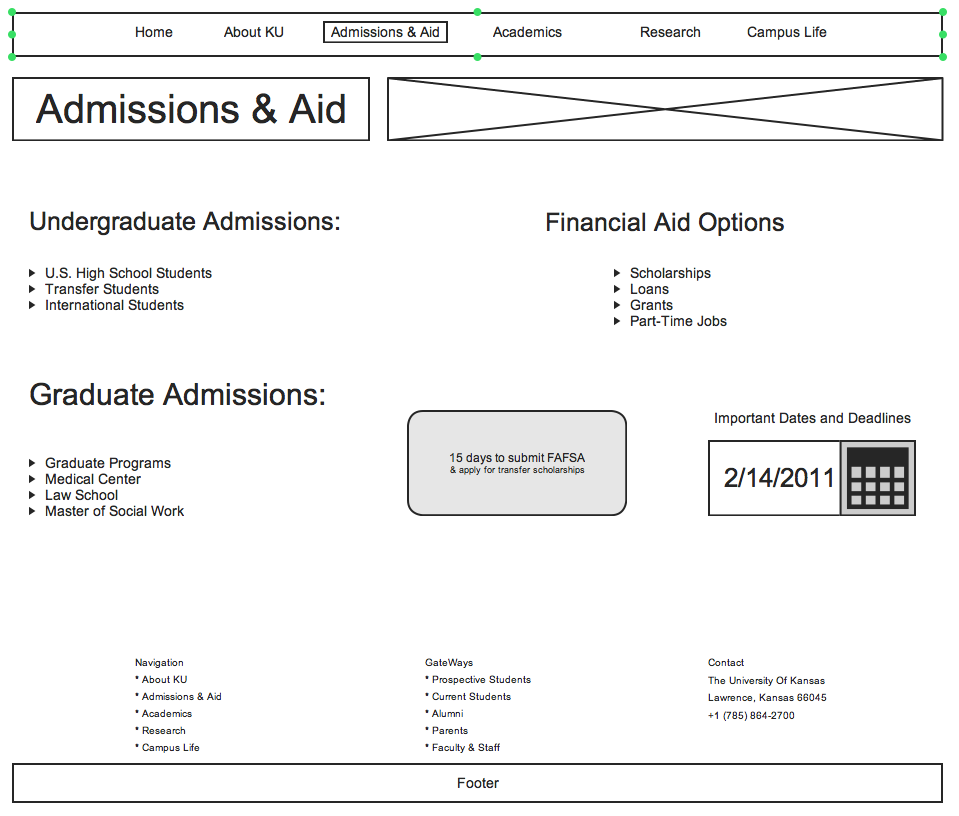 Home About KU Admissions & Aid Academics Research Campus Life
Admissions & Aid
Undergraduate Admissions:
U.S. High School Students
Transfer Students
International Students
Financial Aid Options
Scholarships
Loans
Grants
Part-Time Jobs
Graduate Admissions:
Graduate Programs
Medical Center
Law School
Master of Social Work
15 days to submit FAFSA
& apply for transfer scholarships
Important Dates and Deadlines
2/14/2011
Navigation
* About KU
* Admissions & Aid
* Academics
* Research
* Campus Life
GateWays
* Prospective Students
* Current Students
* Alumni
* Parents
* Faculty & Staff
Contact
The University Of Kansas
Lawrence, Kansas 66045
+1 (785) 864-2700
Footer